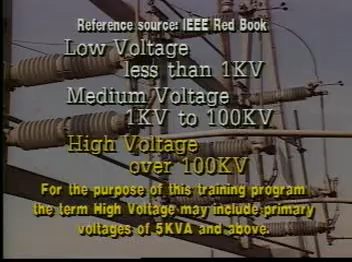 Reference source: IEEE Red Book
Low Voltage
less than 1KV
Medium Voltage
1KV to 100KV
High Voltage
over 100KV
For the purpose of this training program
the term High Voltage may include primary
voltages of 5KVA and above.